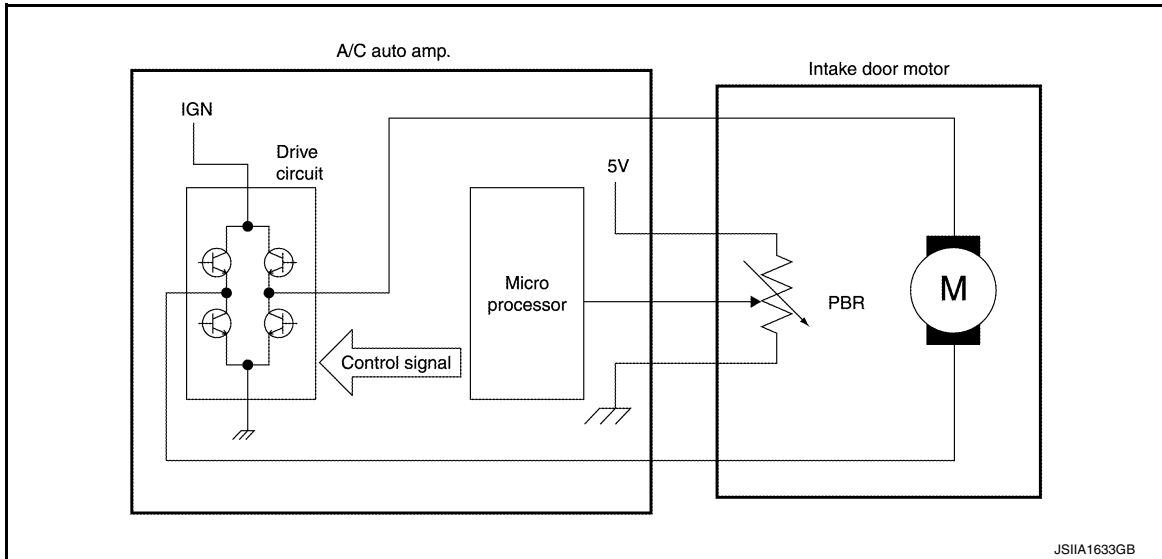 A/C auto amp.
Intake door motor
IGN
Drive
circuit
5V
Micro
processor
PBR
M
Control signal
JSIIA1633GB